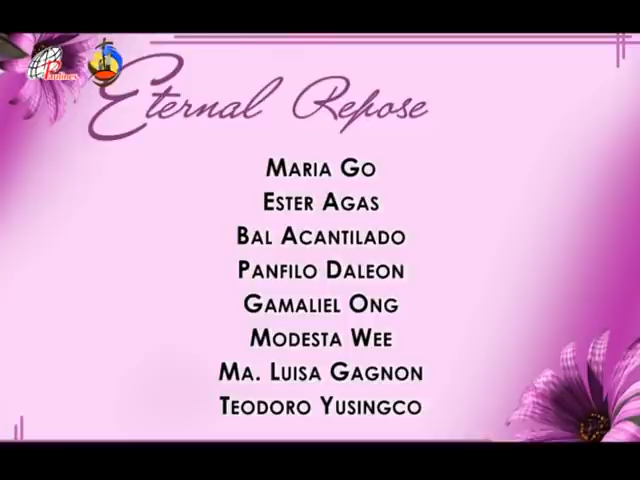 Paulines
Eternal Repose
Maria Go
Ester Agas
Bal Acantilado
Panfilo Daleon
Gamaliel Ong
Modesta Wee
Ma. Luisa Gagnon
Teodoro Yusingco